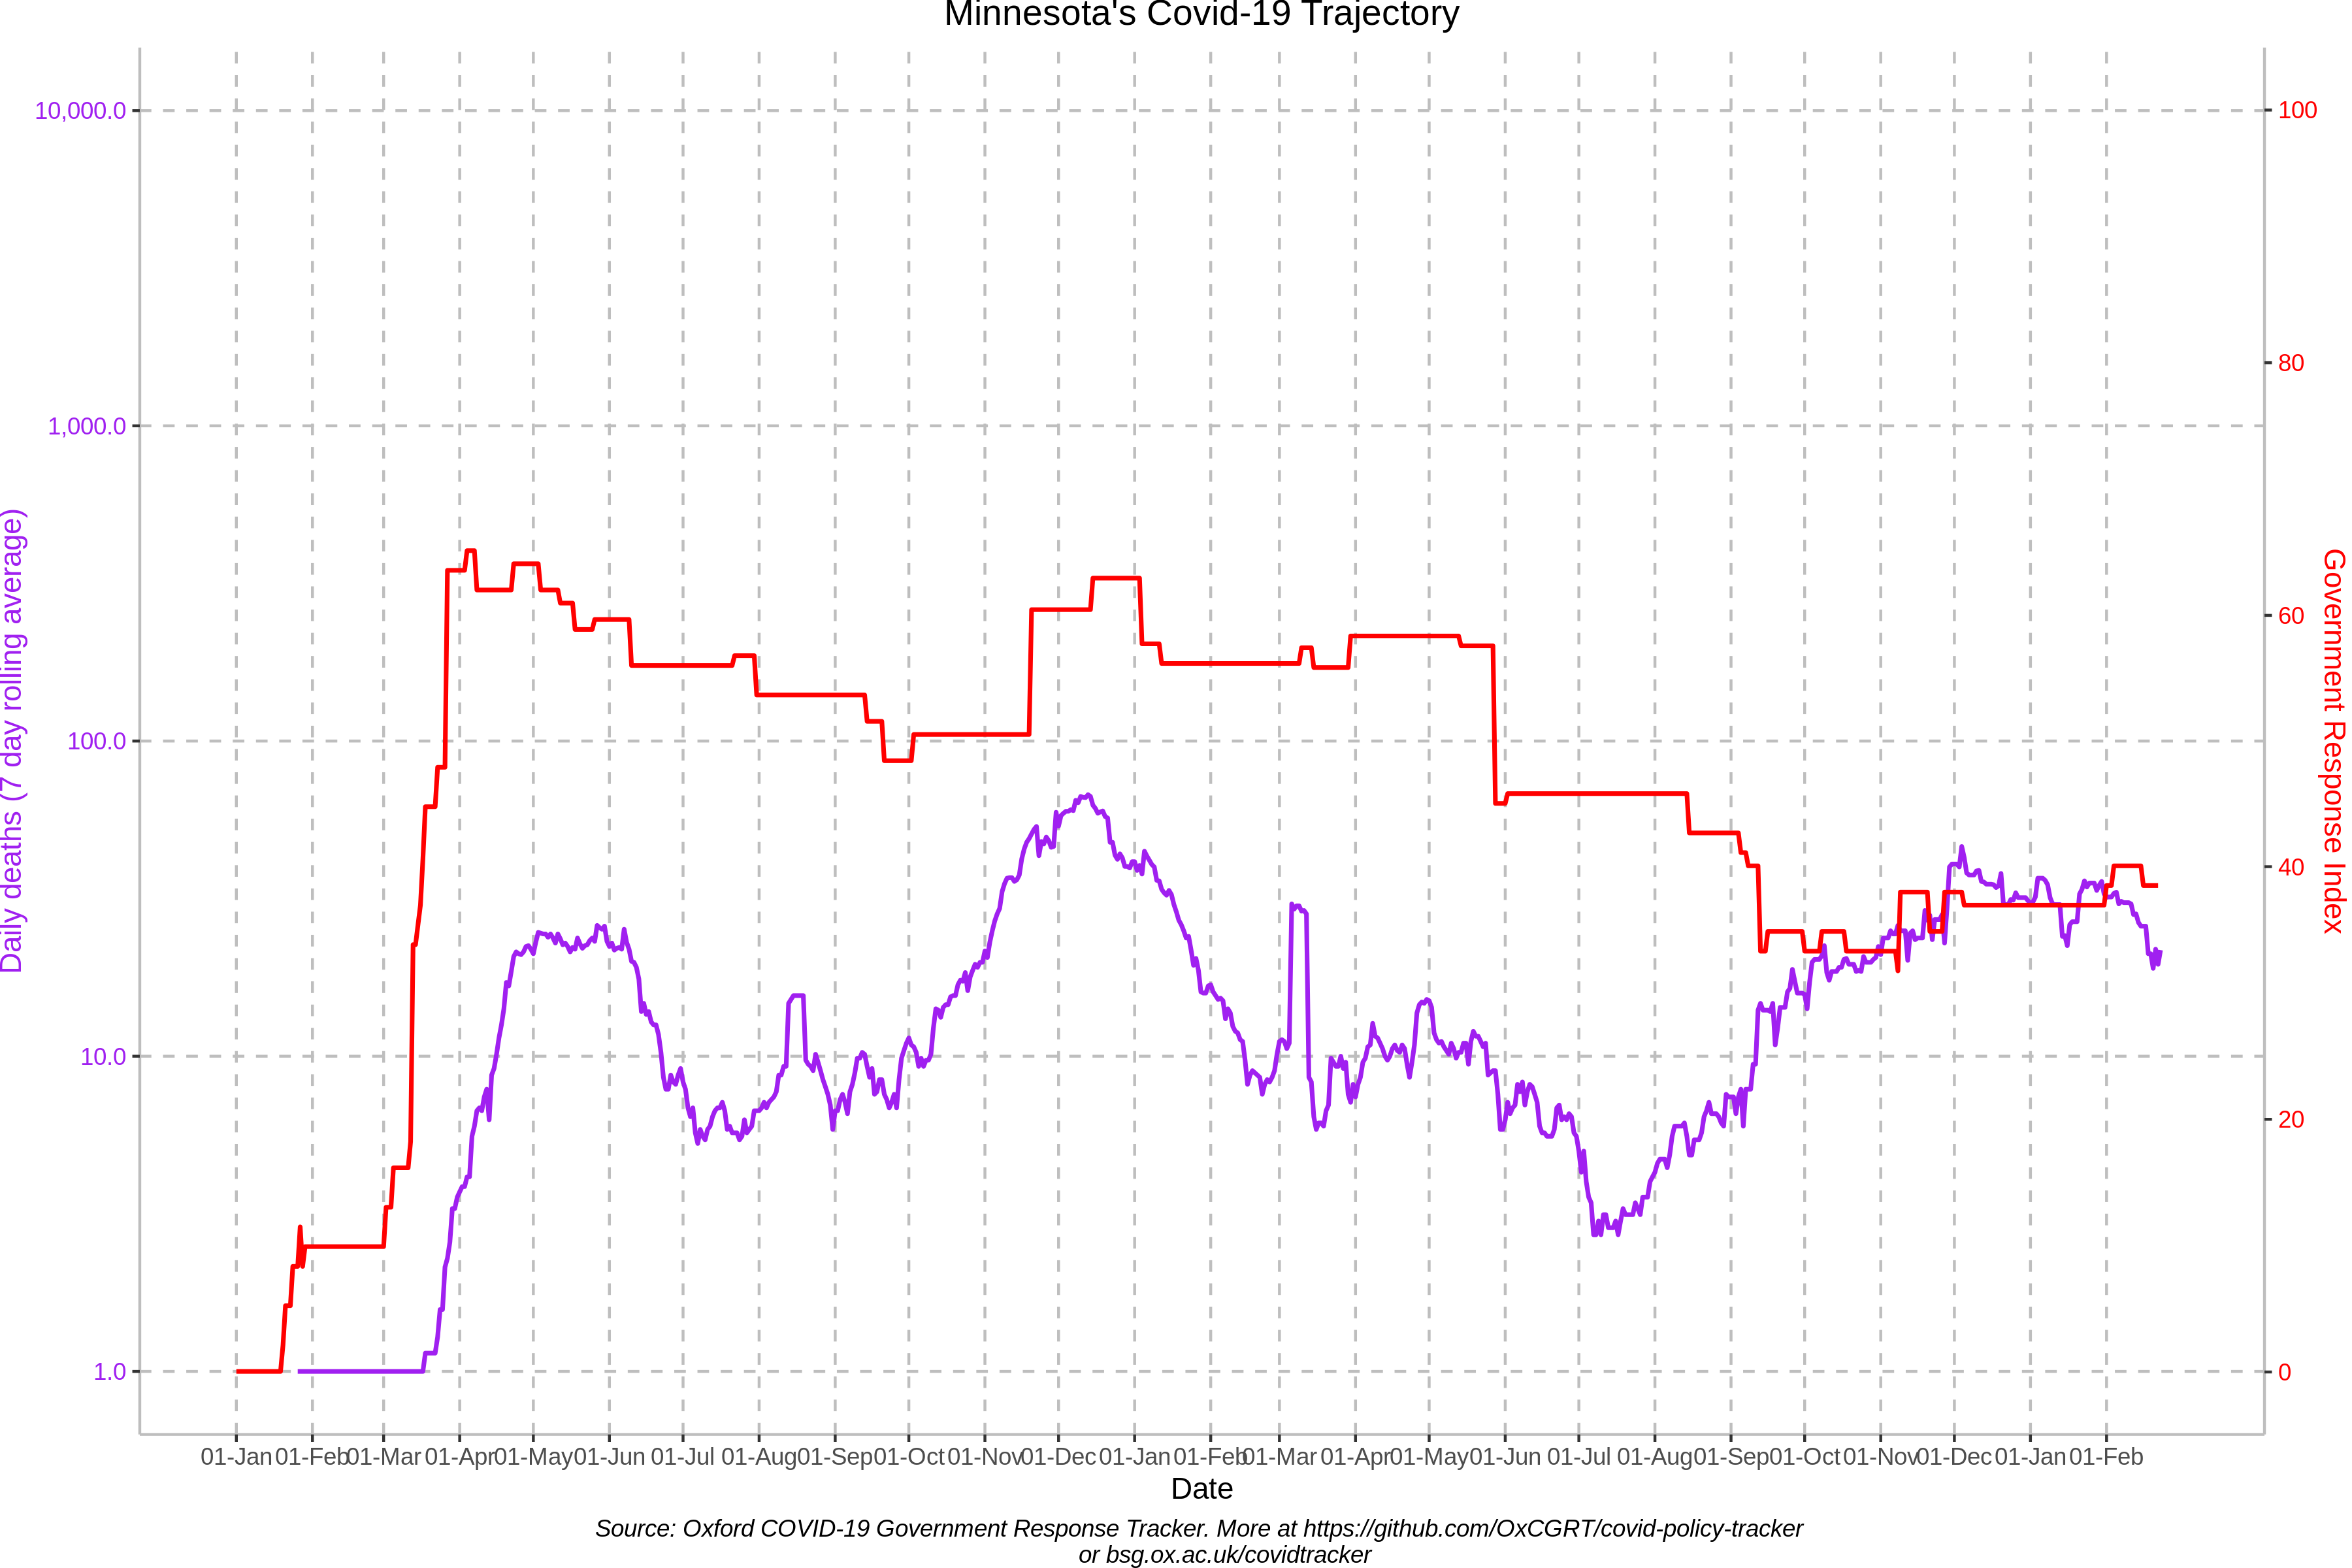 Minnesota's Covid-19 Trajectory
10,000.0
1,000.0
100.0
10.0
1.0
Daily deaths (7 day rolling average)
100
80
60
40
20
0
Government Response Index
01-Jan 01-Feb 01-Mar 01-Apr 01-May 01-Jun 01-Jul 01-Aug 01-Sep 01-Oct 01-Nov 01-Dec 01-Jan 01-Feb 01-Mar 01-Apr 01-May 01-Jun 01-Jul 01-Aug 01-Sep 01-Oct 01-Nov 01-Dec 01-Jan 01-Feb
Date
Source: Oxford COVID-19 Government Response Tracker. More at https://github.com/OxCGRT/covid-policy-tracker
or bsg.ox.ac.uk/covidtracker